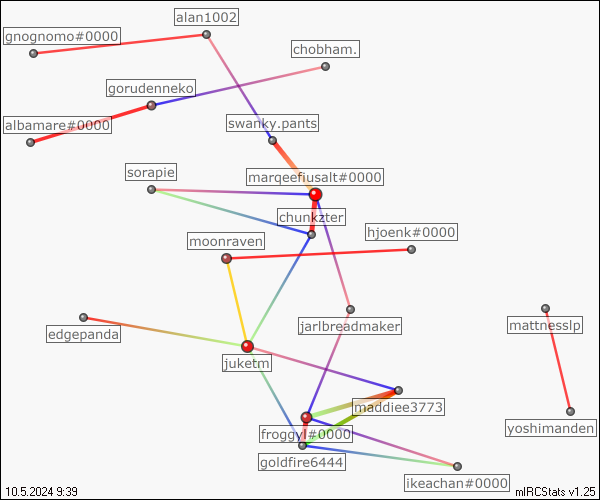 alan1002
gnognomo#0000
chobham.
gorudenneko
albamare#0000
swanky.pants
sorapie
marqeefiusalt#0000
chunkzter
hjoenk#0000
moonraven
edgepanda
jarlbreadmaker
mattnesslp
juketm
maddiee3773
yoshimanden
froggyl#0000
goldfire6444
ikeachan#0000
10.5.2024 9:39
mIRCStats v1.25